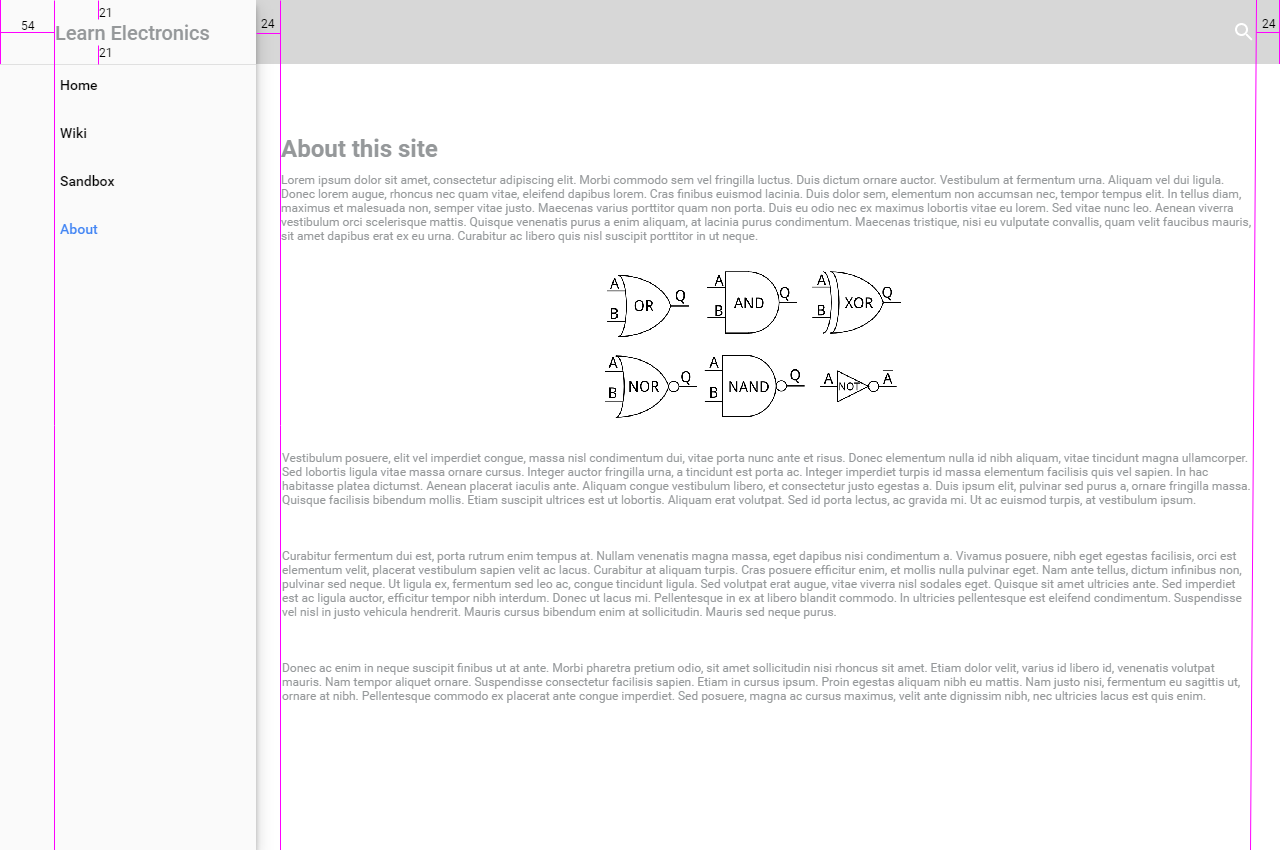 54
21
Learn Electronics
21
24
24
Home
Wiki
Sandbox
About
About this site
Lorem ipsum dolor sit amet, consectetur adipiscing elit. Morbi commodo sem vel fringilla luctus. Duis dictum ornare auctor. Vestibulum at fermentum urna. Aliquam vel dui ligula.
Donec lorem augue, rhoncus nec quam vitae, eleifend dapibus lorem. Cras finibus euismod lacinia. Duis dolor sem, elementum non accumsan nec, tempor tempus elit. In tellus diam,
maximus et malesuada non, semper vitae justo. Maecenas varius porttitor quam non porta. Duis eu odio nec ex maximus lobortis vitae eu lorem. Sed vitae nunc leo. Aenean viverra
vestibulum orci scelerisque mattis. Quisque venenatis purus a enim aliquam, at lacinia purus condimentum. Maecenas tristique, nisi eu vulputate convallis, quam velit faucibus mauris,
sit amet dapibus erat ex eu urna. Curabitur ac libero quis nisl suscipit porttitor in ut neque.
A B OR Q
A B AND Q
A B XOR Q
A B NOR Q
A B NAND Q
A NOT A̅
Vestibulum posuere, elit vel imperdiet congue, massa nisl condimentum dui, vitae porta nunc ante et risus. Donec elementum nulla id nibh aliquam, vitae tincidunt magna ullamcorper.
Sed lobortis ligula vitae massa ornare cursus. Integer auctor fringilla urna, a tincidunt est porta ac. Integer imperdiet turpis id massa elementum facilisis quis vel sapien. In hac
habitasse platea dictumst. Aenean placerat iaculis ante. Aliquam congue vestibulum libero, et consectetur justo egestas a. Duis ipsum elit, pulvinar sed purus a, ornare fringilla massa.
Quisque facilisis bibendum mollis. Etiam suscipit ultrices est ut lobortis. Aliquam erat volutpat. Sed id porta lectus, ac gravida mi. Ut ac euismod turpis, at vestibulum ipsum.
Curabitur fermentum dui est, porta rutrum enim tempus at. Nullam venenatis magna massa, eget dapibus nisi condimentum a. Vivamus posuere, nibh eget egestas facilisis, orci est
elementum velit, placerat vestibulum sapien velit ac lacus. Curabitur at aliquam turpis. Cras posuere efficitur enim, et mollis nulla pulvinar eget. Nam ante tellus, dictum infinibus non,
pulvinar sed neque. Ut ligula ex, fermentum sed leo ac, congue tincidunt ligula. Sed volutpat erat augue, vitae viverra nisl sodales eget. Quisque sit amet ultricies ante. Sed imperdiet
est ac ligula auctor, efficitur tempor nibh interdum. Donec ut lacus mi. Pellentesque in ex at libero blandit commodo. In ultricies pellentesque est eleifend condimentum. Suspendisse
vel nisl in justo vehicula hendrerit. Mauris cursus bibendum enim at sollicitudin. Mauris sed neque purus.
Donec ac enim in neque suscipit finibus ut at ante. Morbi pharetra pretium odio, sit amet sollicitudin nisi rhoncus sit amet. Etiam dolor velit, varius id libero id, venenatis volutpat
mauris. Nam tempor aliquet ornare. Suspendisse consectetur facilisis sapien. Etiam in cursus ipsum. Proin egestas aliquam nibh eu mattis. Nam justo nisi, fermentum eu sagittis ut,
ornare at nibh. Pellentesque commodo ex placerat ante congue imperdiet. Sed posuere, magna ac cursus maximus, velit ante dignissim nibh, nec ultricies lacus est quis enim.